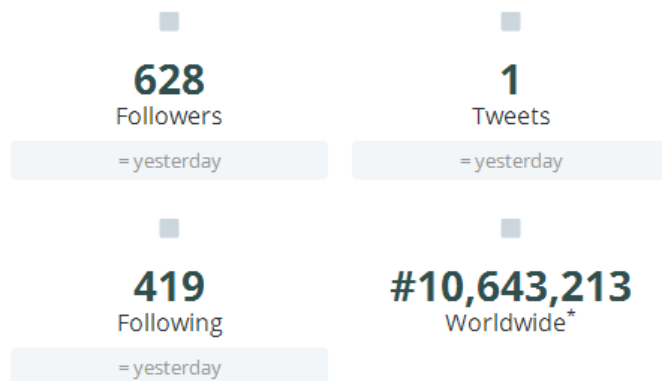 628
Followers
= yesterday
1
Tweets
= yesterday
419
Following
= yesterday
#10,643,213
Worldwide*